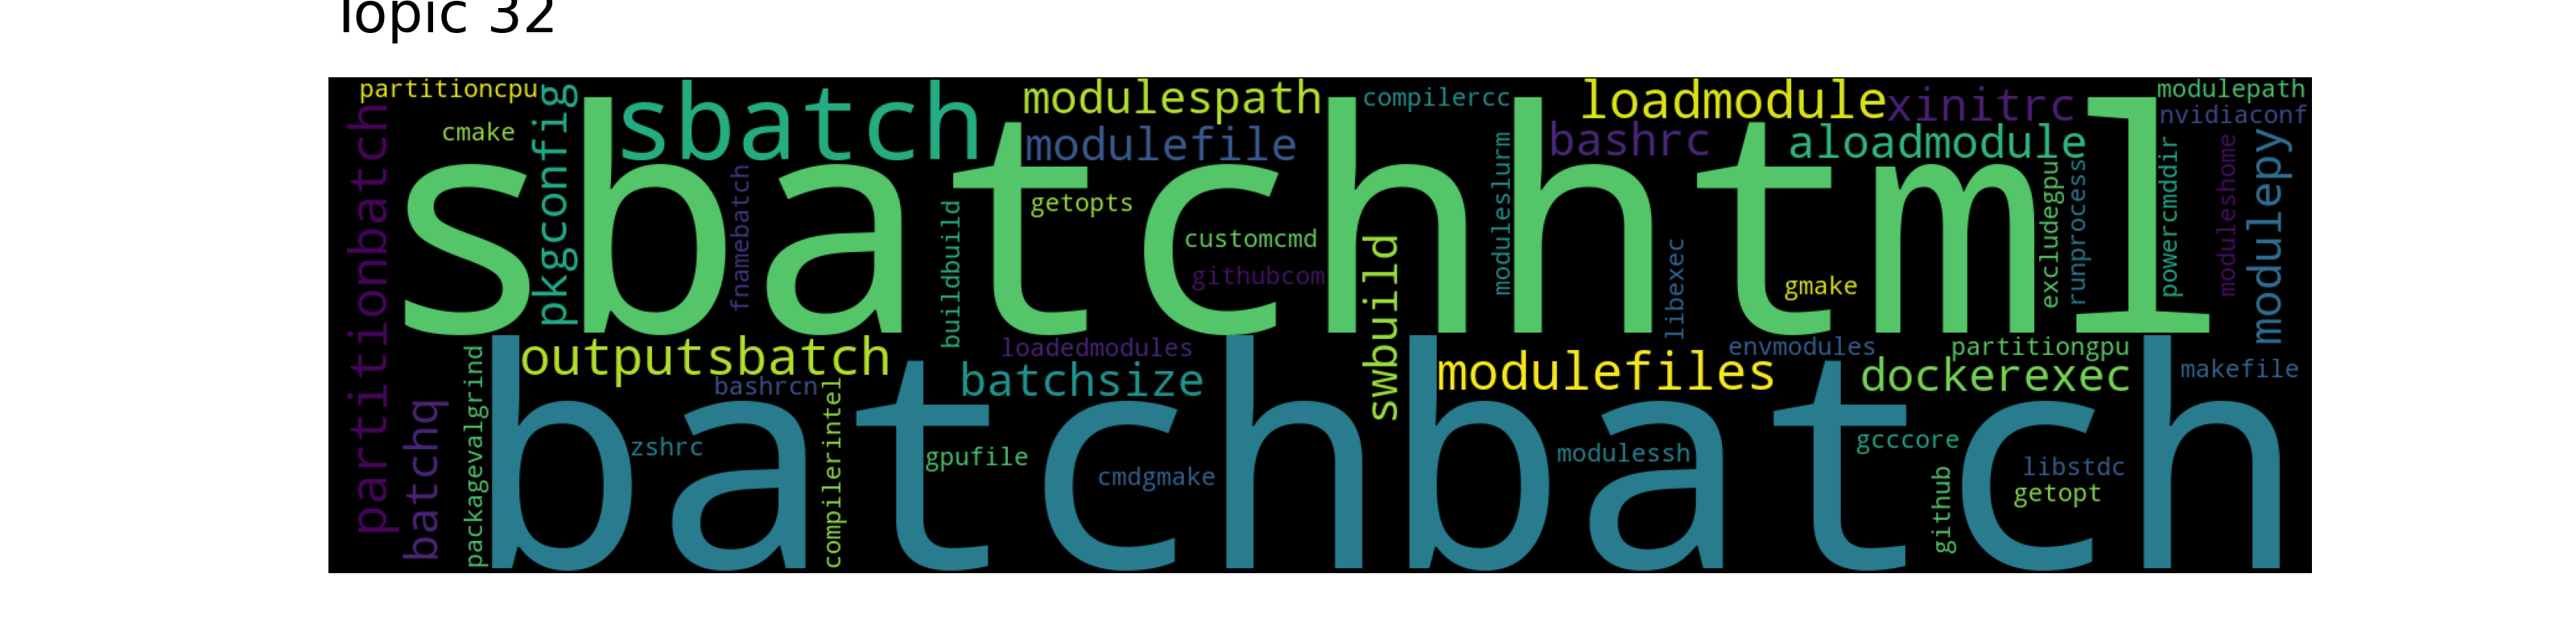 Topic 32
partitioncpu
cmake
pkgconfig
sbatch
modulespath
modulefile
compilercc
loadmodule
xinitrc
bashrc
aloadmodule
modulepath
nvidiaconf
partitionbatch
sbatchhtml
fnamebatch
buildbuild
getopts
customcmd
githubcom
swbuild
moduleslurm
libexec
gmake
excludegpu
runprocess
powercmddir
moduleshome
modulepy
outputsbatch
loadedmodules
bashrcn
batchsize
modulefiles
envmodules
partitiongpu
dockerexec
makefile
batchq
packagevalgrind
batchbatch
zshrc
compilerintel
gpufile
cmdgmake
modulessh
gcccore
github
libstdc
getopt